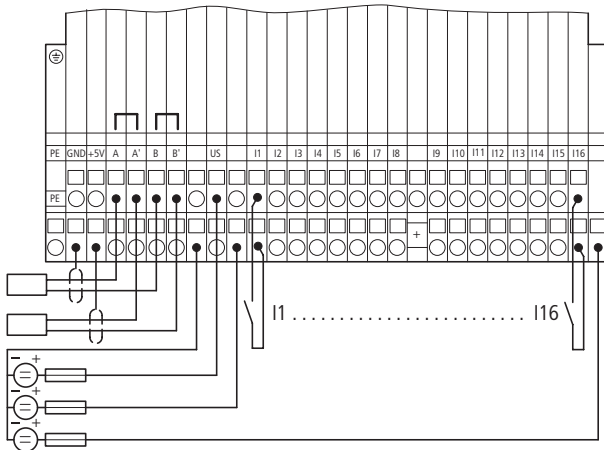 PE GND +5V A A' B B' US I1 I2 I3 I4 I5 I6 I7 I8 I9 I10 I11 I12 I13 I14 I15 I16
PE
+
I1 . . . . . . . . . . . . . . . . . . . . . . . . I16
− +
− +
− +